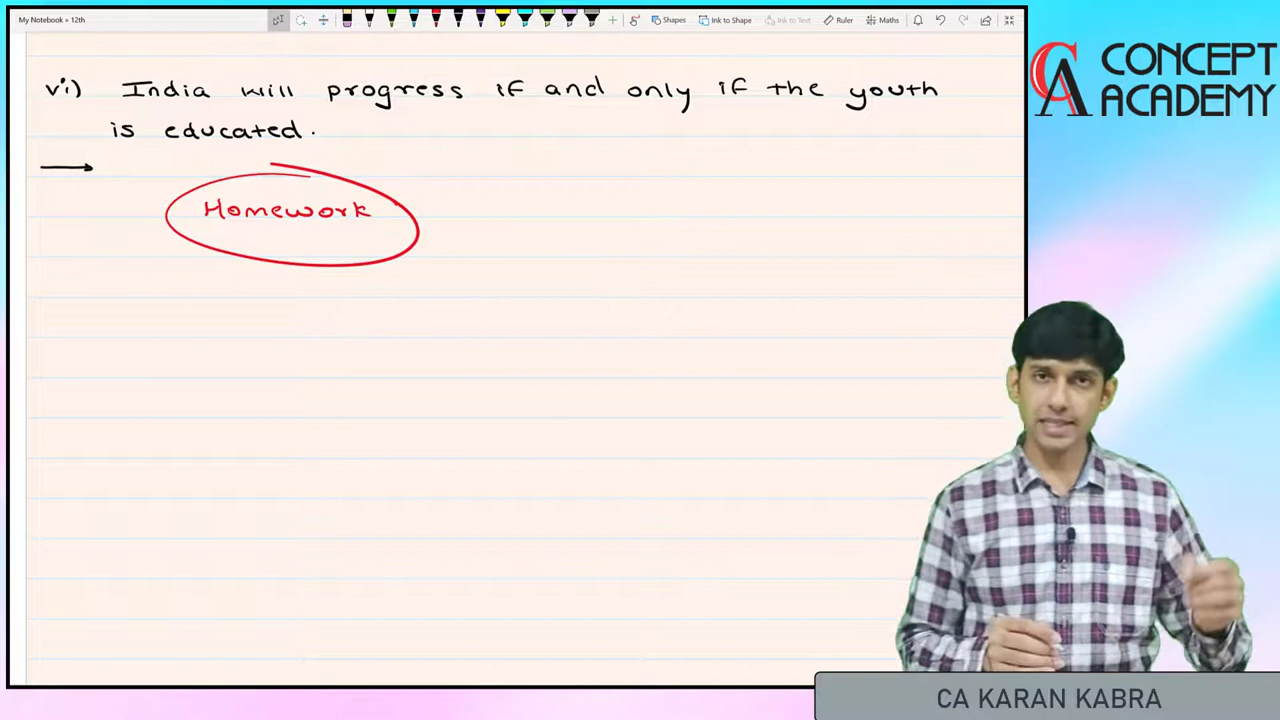 My Notebook » 12th
Shapes
Ink to Shape
Ink to Text
Ruler
Maths
CONCEPT
ACADEMY
CA
vi) India will progress if and only if the youth
is educated.
Homework
CA KARAN KABRA